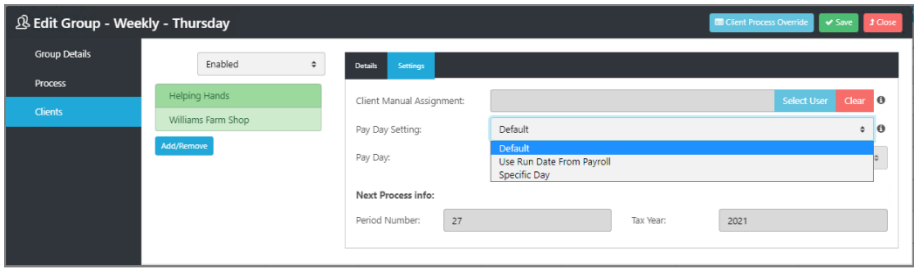 Edit Group - Weekly - Thursday
Client Process Override
Save
Close
Group Details
Process
Clients
Enabled
Helping Hands
Williams Farm Shop
Add/Remove
Details Settings
Client Manual Assignment: Select User Clear
Pay Day Setting: Default
Default
Use Run Date From Payroll
Specific Day
Pay Day:
Next Process info:
Period Number: 27 Tax Year: 2021